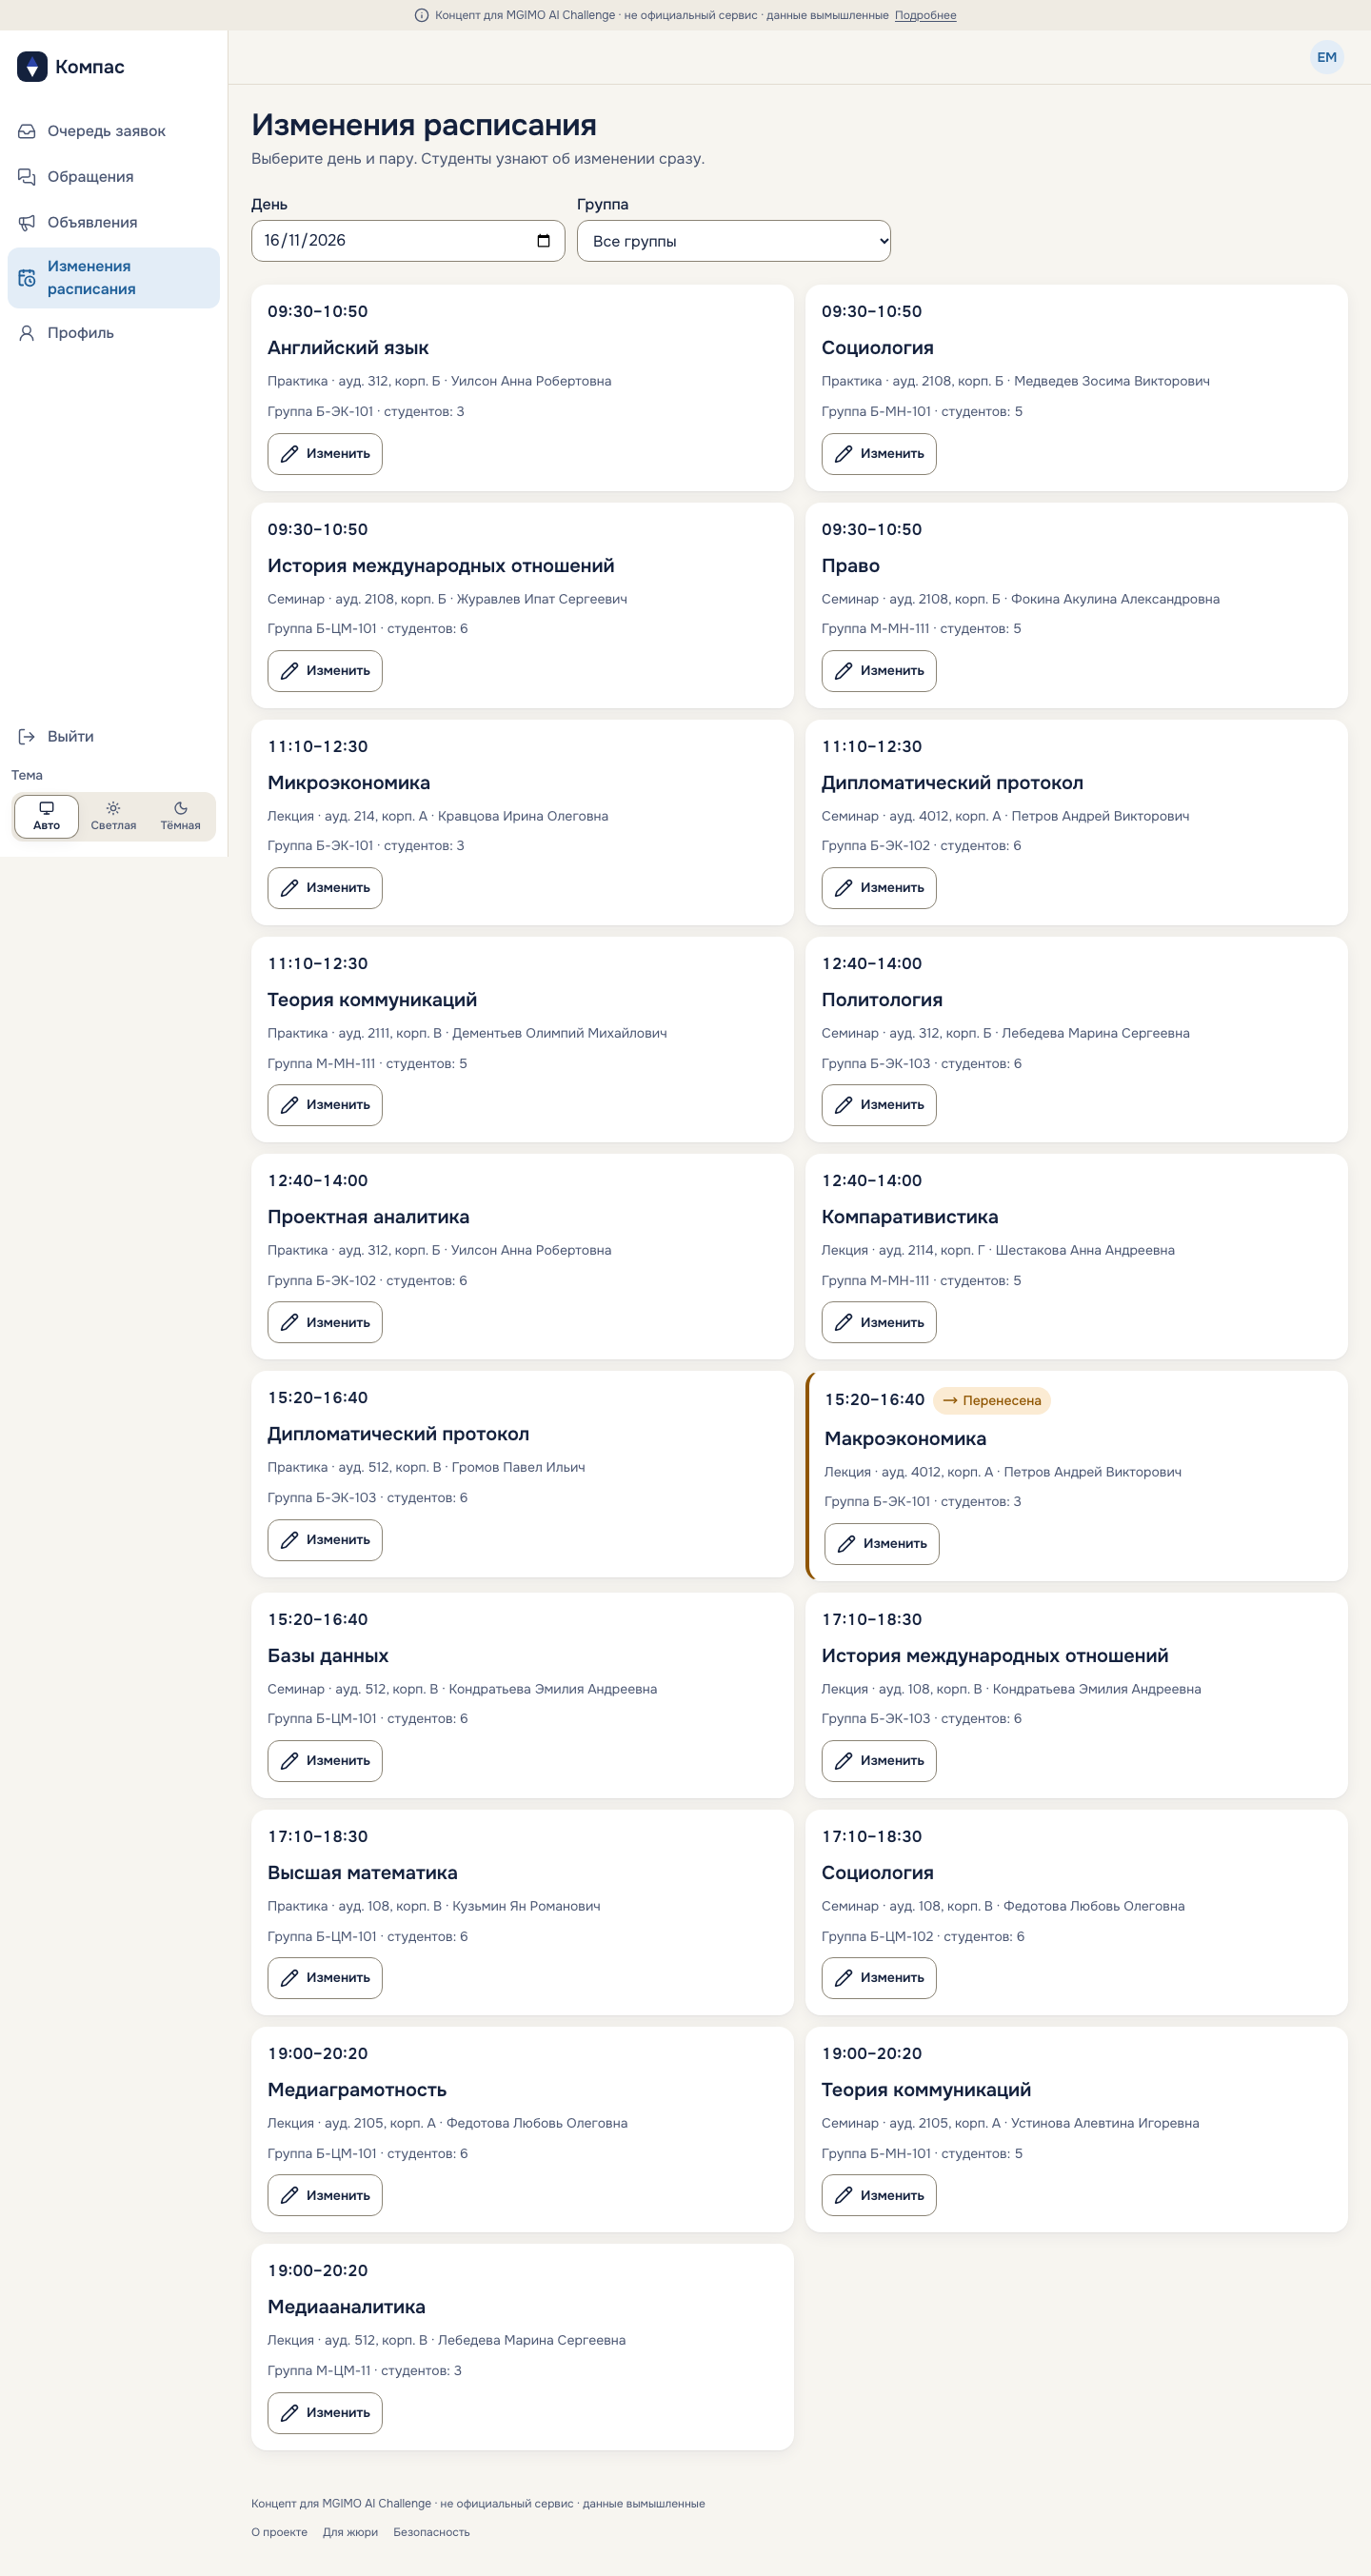 Концепт для MGIMO AI Challenge · не официальный сервис · данные вымышленные Подробнее
Компас
Очередь заявок
Обращения
Объявления
Изменения
расписания
Профиль
Выйти
Тема
Авто
Светлая
Тёмная
ЕМ
Изменения расписания
Выберите день и пару. Студенты узнают об изменении сразу.
День
Группа
16/11/2026
Все группы
09:30–10:50
Английский язык
Практика · ауд. 312, корп. Б · Уилсон Анна Робертовна
Группа Б-ЭК-101 · студентов: 3
Изменить
09:30–10:50
Социология
Практика · ауд. 2108, корп. Б · Медведев Зосима Викторович
Группа Б-МН-101 · студентов: 5
Изменить
09:30–10:50
История международных отношений
Семинар · ауд. 2108, корп. Б · Журавлев Ипат Сергеевич
Группа Б-ЦМ-101 · студентов: 6
Изменить
09:30–10:50
Право
Семинар · ауд. 2108, корп. Б · Фокина Акулина Александровна
Группа М-МН-111 · студентов: 5
Изменить
11:10–12:30
Микроэкономика
Лекция · ауд. 214, корп. А · Кравцова Ирина Олеговна
Группа Б-ЭК-101 · студентов: 3
Изменить
11:10–12:30
Дипломатический протокол
Семинар · ауд. 4012, корп. А · Петров Андрей Викторович
Группа Б-ЭК-102 · студентов: 6
Изменить
11:10–12:30
Теория коммуникаций
Практика · ауд. 2111, корп. В · Дементьев Олимпий Михайлович
Группа М-МН-111 · студентов: 5
Изменить
12:40–14:00
Политология
Семинар · ауд. 312, корп. Б · Лебедева Марина Сергеевна
Группа Б-ЭК-103 · студентов: 6
Изменить
12:40–14:00
Проектная аналитика
Практика · ауд. 312, корп. Б · Уилсон Анна Робертовна
Группа Б-ЭК-102 · студентов: 6
Изменить
12:40–14:00
Компаративистика
Лекция · ауд. 2114, корп. Г · Шестакова Анна Андреевна
Группа М-МН-111 · студентов: 5
Изменить
15:20–16:40
Дипломатический протокол
Практика · ауд. 512, корп. В · Громов Павел Ильич
Группа Б-ЭК-103 · студентов: 6
Изменить
15:20–16:40 → Перенесена
Макроэкономика
Лекция · ауд. 4012, корп. А · Петров Андрей Викторович
Группа Б-ЭК-101 · студентов: 3
Изменить
15:20–16:40
Базы данных
Семинар · ауд. 512, корп. В · Кондратьева Эмилия Андреевна
Группа Б-ЦМ-101 · студентов: 6
Изменить
17:10–18:30
История международных отношений
Лекция · ауд. 108, корп. В · Кондратьева Эмилия Андреевна
Группа Б-ЭК-103 · студентов: 6
Изменить
17:10–18:30
Высшая математика
Практика · ауд. 108, корп. В · Кузьмин Ян Романович
Группа Б-ЦМ-101 · студентов: 6
Изменить
17:10–18:30
Социология
Семинар · ауд. 108, корп. В · Федотова Любовь Олеговна
Группа Б-ЦМ-102 · студентов: 6
Изменить
19:00–20:20
Медиаграмотность
Лекция · ауд. 2105, корп. А · Федотова Любовь Олеговна
Группа Б-ЦМ-101 · студентов: 6
Изменить
19:00–20:20
Теория коммуникаций
Семинар · ауд. 2105, корп. А · Устинова Алевтина Игоревна
Группа Б-МН-101 · студентов: 5
Изменить
19:00–20:20
Медиааналитика
Лекция · ауд. 512, корп. В · Лебедева Марина Сергеевна
Группа М-ЦМ-11 · студентов: 3
Изменить
Концепт для MGIMO AI Challenge · не официальный сервис · данные вымышленные
О проекте Для жюри Безопасность